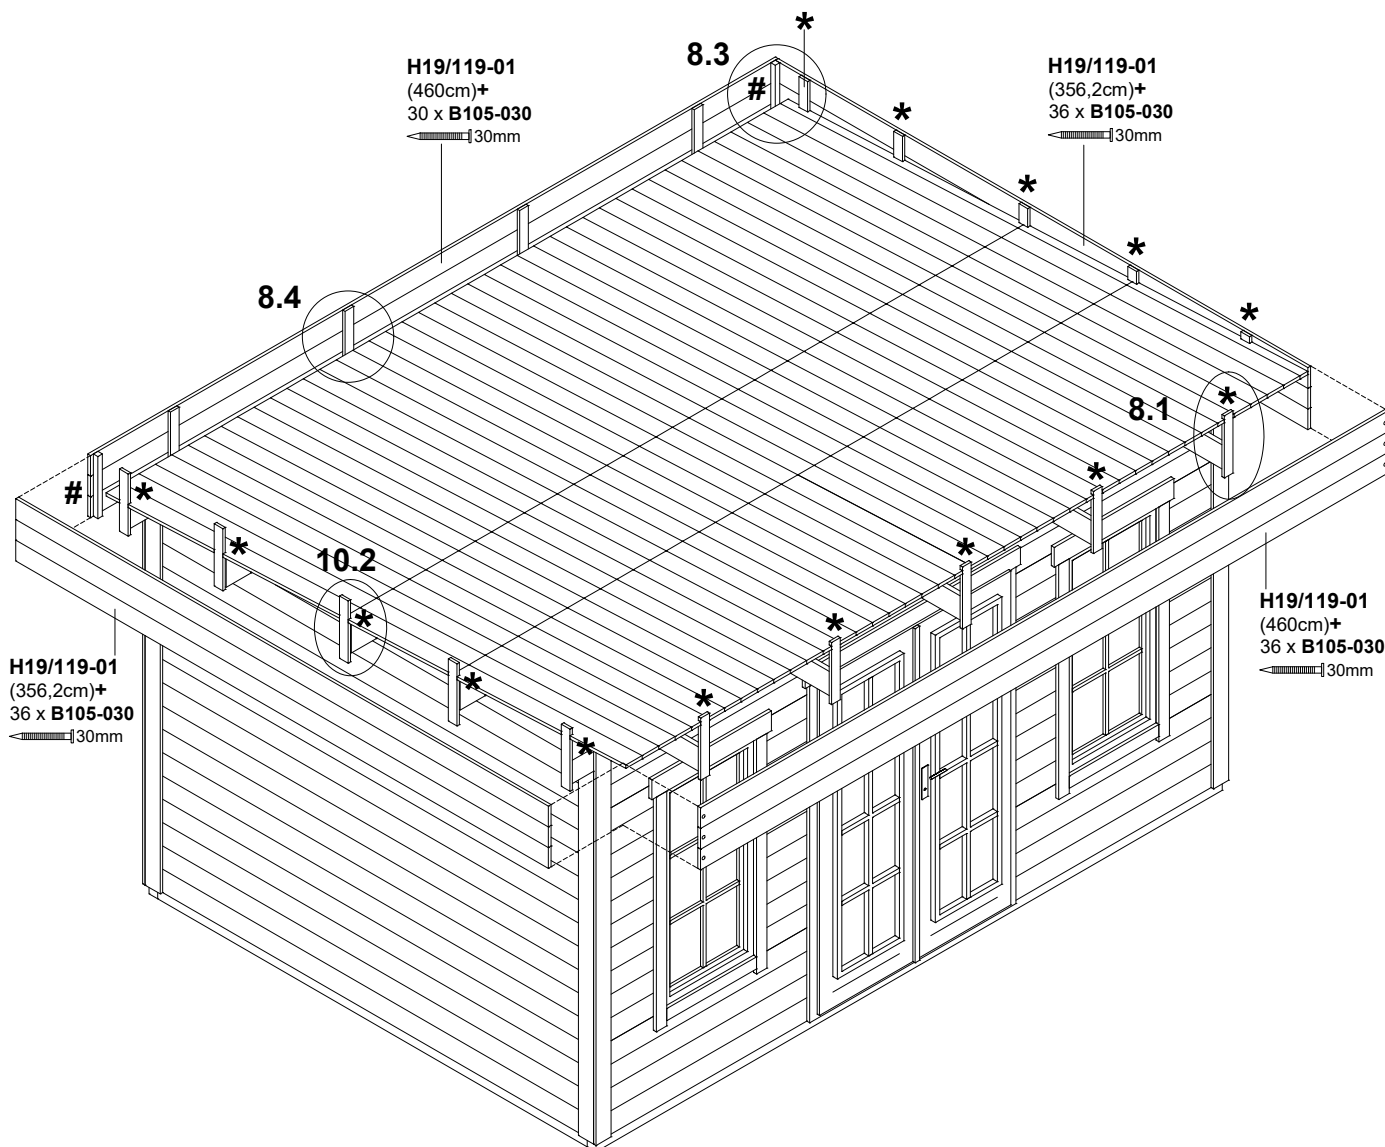 *
8.3
H19/119-01
(460cm)+
30 x B105-030
30mm
H19/119-01
(356,2cm)+
36 x B105-030
30mm
#
*
*
*
8.4
*
8.1
*
*
#
*
*
10.2
*
*
*
*
H19/119-01
(460cm)+
36 x B105-030
30mm
H19/119-01
(356,2cm)+
36 x B105-030
30mm
*
*
*